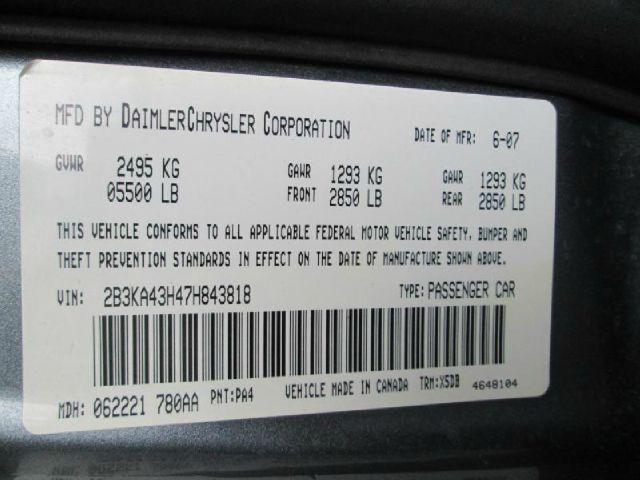 MFD BY DAIMLERCHRYSLER CORPORATION DATE OF MFR: 6-07
GVWR 2495 KG GAWR 1293 KG GAWR 1293 KG
05500 LB FRONT 2850 LB REAR 2850 LB
THIS VEHICLE CONFORMS TO ALL APPLICABLE FEDERAL MOTOR VEHICLE SAFETY, BUMPER AND
THEFT PREVENTION STANDARDS IN EFFECT ON THE DATE OF MANUFACTURE SHOWN ABOVE.
VIN: 2B3KA43H47H843818 TYPE: PASSENGER CAR
MDH: 062221 780AA PNT:PA4 VEHICLE MADE IN CANADA TRM:X5DB 4648104